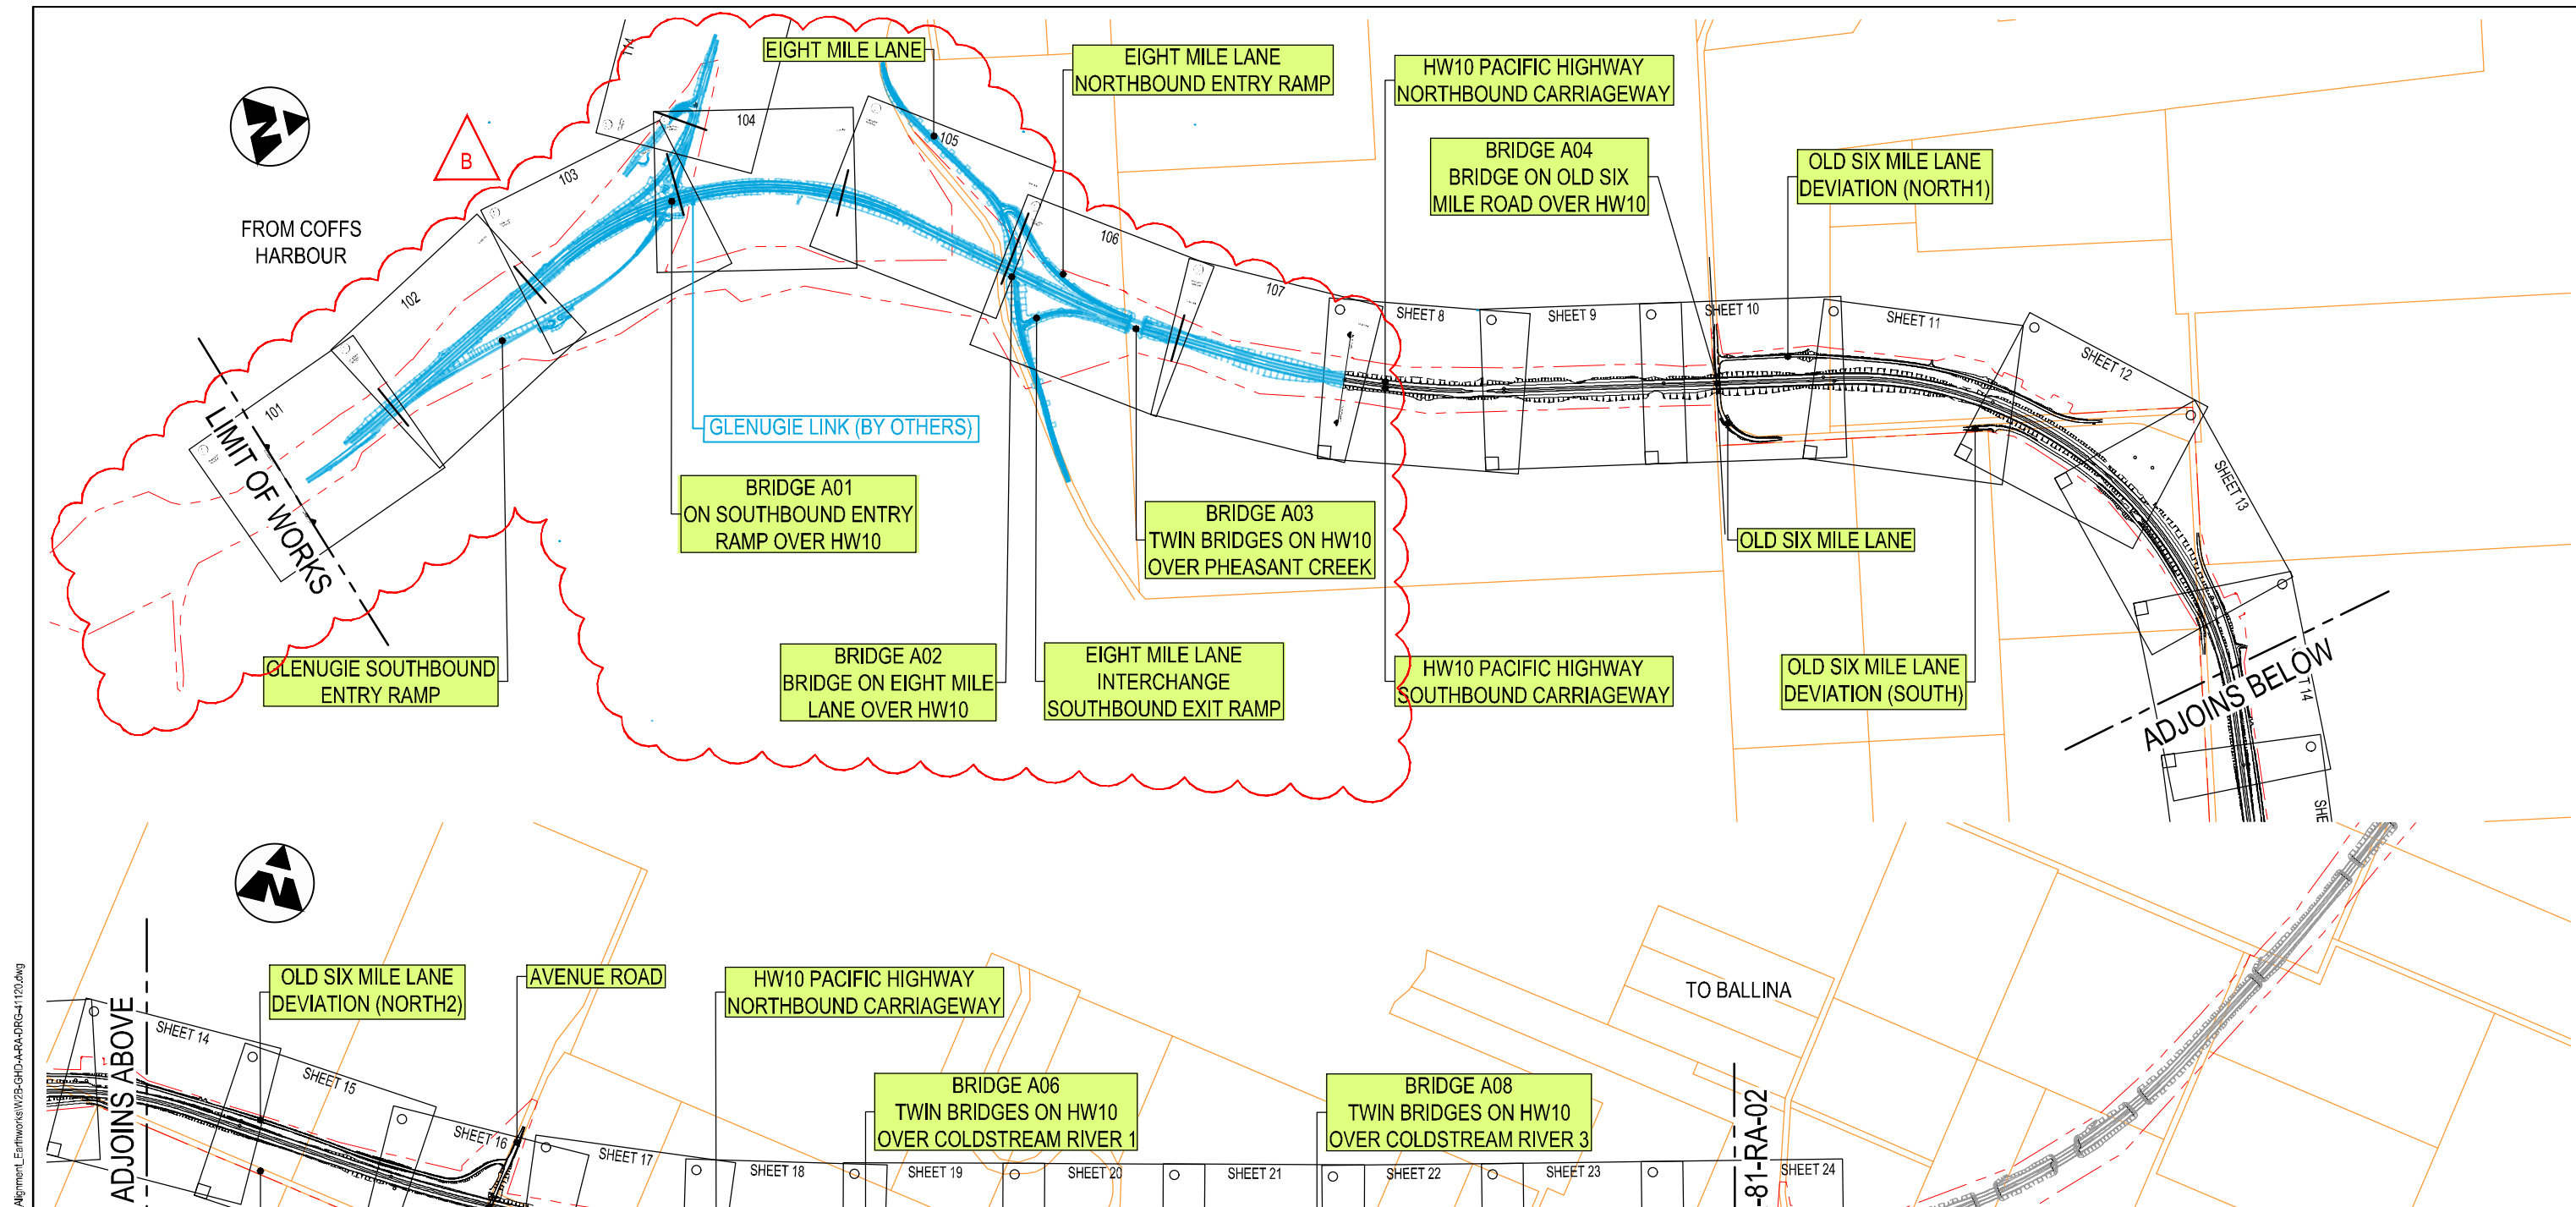 EIGHT MILE LANE
EIGHT MILE LANE
NORTHBOUND ENTRY RAMP
HW10 PACIFIC HIGHWAY
NORTHBOUND CARRIAGEWAY
BRIDGE A04
BRIDGE ON OLD SIX
MILE ROAD OVER HW10
OLD SIX MILE LANE
DEVIATION (NORTH1)
N
B
FROM COFFS
HARBOUR
101
102
103
104
105
106
107
SHEET 8
SHEET 9
SHEET 10
SHEET 11
SHEET 12
SHEET 13
LIMIT OF WORKS
GLENUGIE LINK (BY OTHERS)
BRIDGE A01
ON SOUTHBOUND ENTRY
RAMP OVER HW10
BRIDGE A03
TWIN BRIDGES ON HW10
OVER PHEASANT CREEK
OLD SIX MILE LANE
GLENUGIE SOUTHBOUND
ENTRY RAMP
BRIDGE A02
BRIDGE ON EIGHT MILE
LANE OVER HW10
EIGHT MILE LANE
INTERCHANGE
SOUTHBOUND EXIT RAMP
HW10 PACIFIC HIGHWAY
SOUTHBOUND CARRIAGEWAY
OLD SIX MILE LANE
DEVIATION (SOUTH)
ADJOINS BELOW
T14
SHE
N
ADJOINS ABOVE
OLD SIX MILE LANE
DEVIATION (NORTH2)
AVENUE ROAD
HW10 PACIFIC HIGHWAY
NORTHBOUND CARRIAGEWAY
TO BALLINA
BRIDGE A06
TWIN BRIDGES ON HW10
OVER COLDSTREAM RIVER 1
BRIDGE A08
TWIN BRIDGES ON HW10
OVER COLDSTREAM RIVER 3
-81-RA-02
SHEET 14
SHEET 15
SHEET 16
SHEET 17
SHEET 18
SHEET 19
SHEET 20
SHEET 21
SHEET 22
SHEET 23
SHEET 24
Alignment_Earthworks\W2B-GHD-A-RA-DRG-41120.dwg